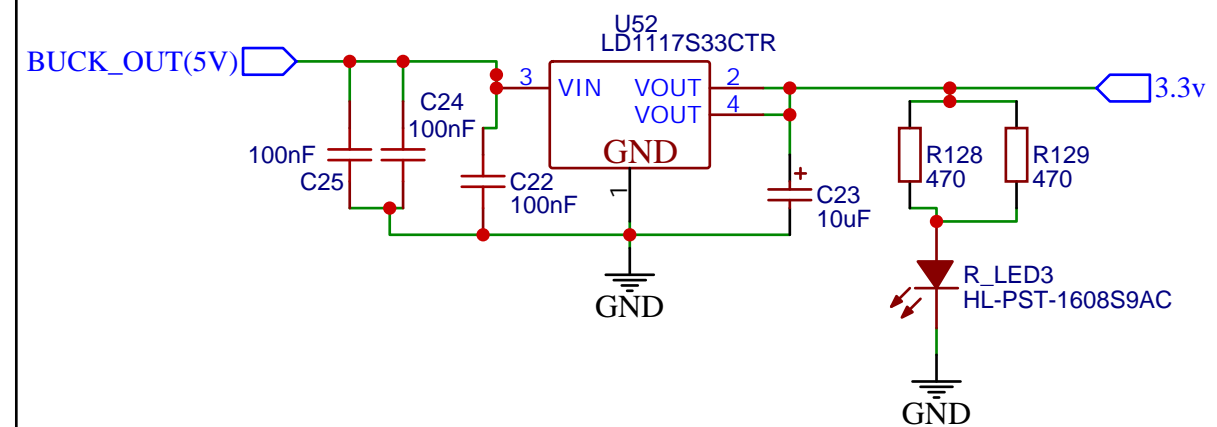 U52
LD1117S33CTR
BUCK_OUT(5V)
3
VIN
VOUT
2
VOUT
4
3.3v
GND
1
C24
100nF
100nF
C25
C22
100nF
C23
10uF
+
R128
470
R129
470
GND
R_LED3
HL-PST-1608S9AC
GND